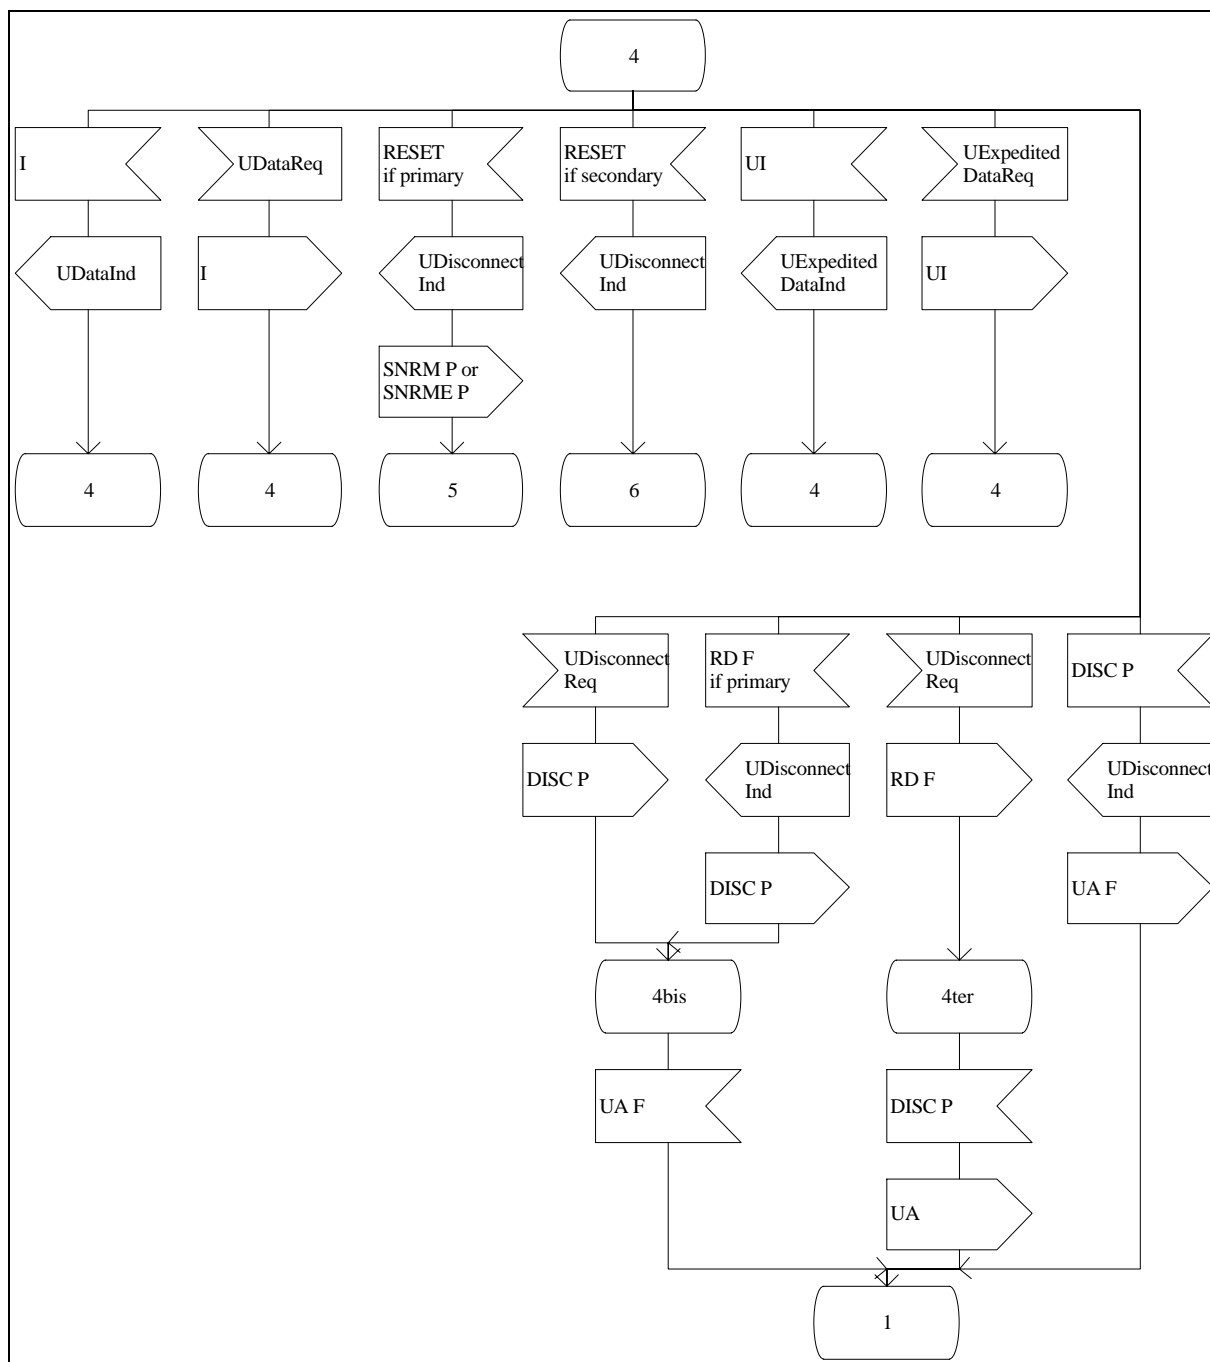 4
I
UDataReq
RESET
if primary
RESET
if secondary
UI
UExpedited
DataReq
UDataInd
I
UDisconnect
Ind
UDisconnect
Ind
UExpedited
DataInd
UI
SNRM P or
SNRME P
4
4
5
6
4
4
UDisconnect
Req
RD F
if primary
UDisconnect
Req
DISC P
DISC P
UDisconnect
Ind
RD F
UDisconnect
Ind
DISC P
UA F
4bis
4ter
UA F
DISC P
UA
1